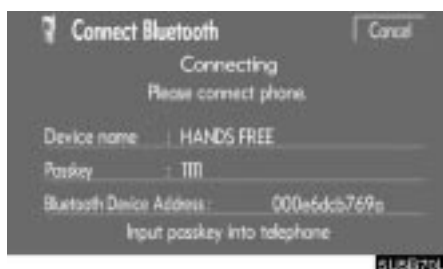 Connect Bluetooth
Cancel
Connecting
Please connect phone.
Device name : HANDS FREE
Passkey : 1111
Bluetooth Device Address : 000e6dcb769a
Input passkey into telephone